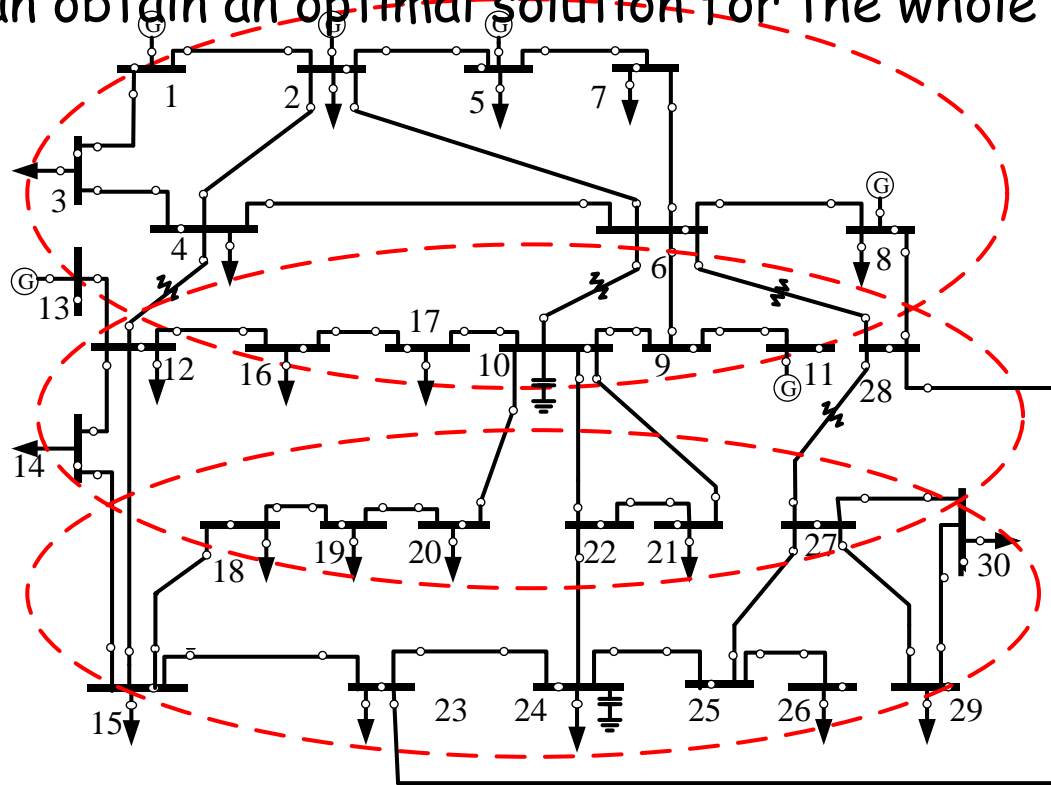 an obtain an optimal solution for the whole
G G G
1 2 5 7
3
G
4 6 8
G 13
17
12 16 10 9 11 28
G
14
18 19 20 22 21 27 30
15 23 24 25 26 29